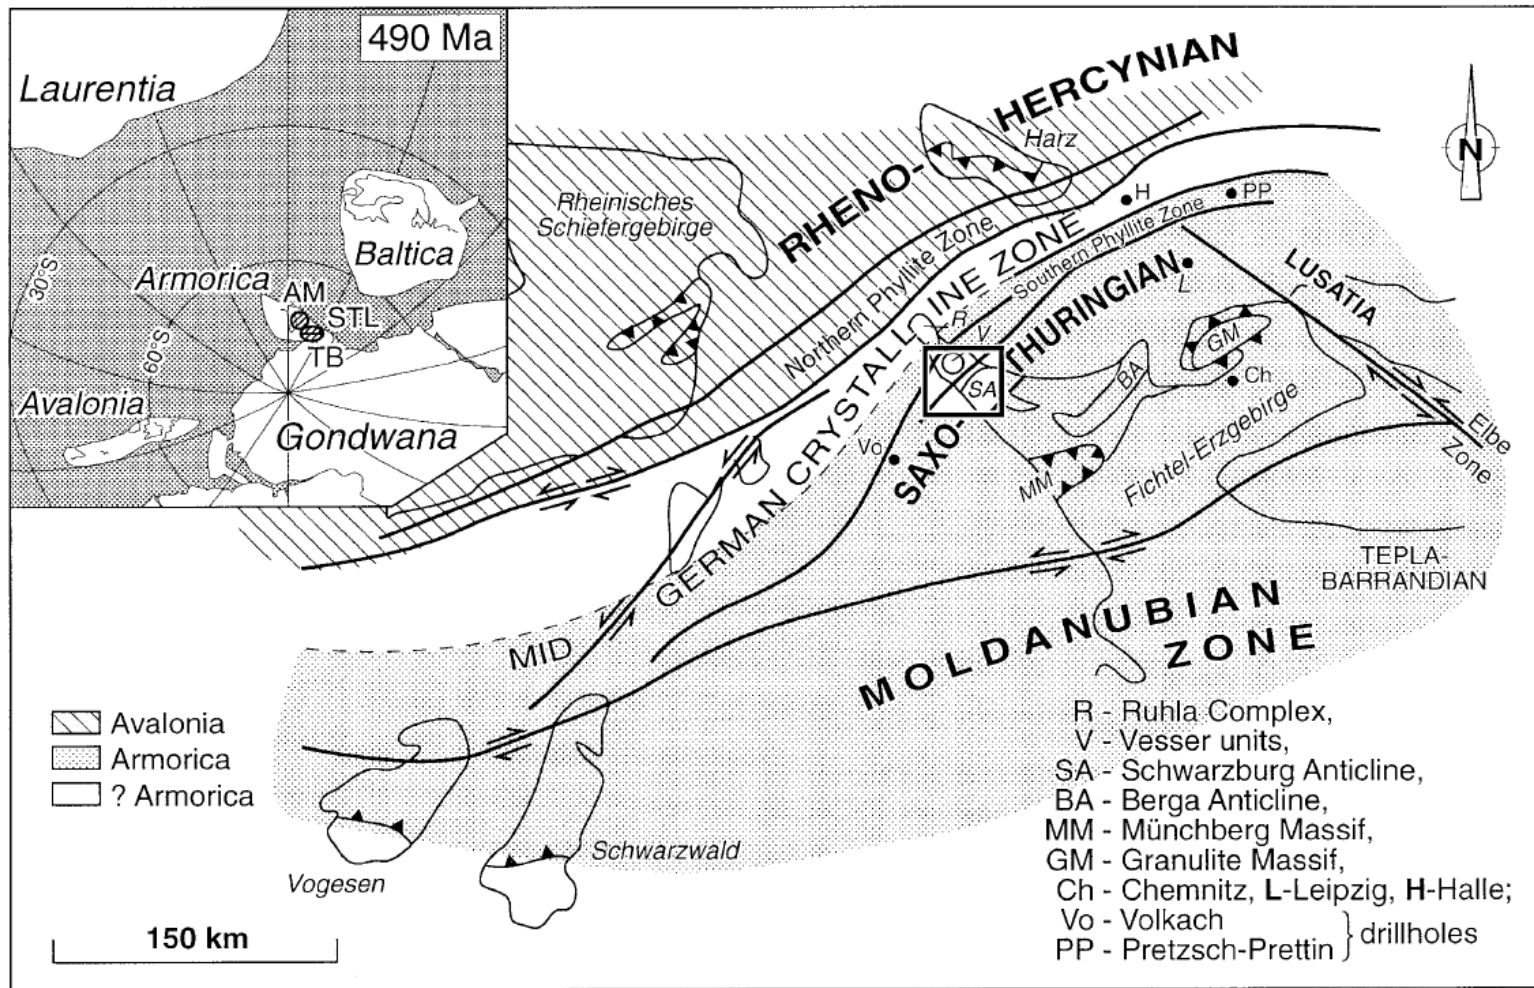 490 Ma
Laurentia
Baltica
Armorica
AM
STL
TB
30°S
60°S
Avalonia
Gondwana
HERCYNIAN
RHENO-
Harz
Rheinisches
Schiefergebirge
N
H
PP
Northern Phyllite Zone
Southern Phyllite Zone
MID
GERMAN CRYSTALLINE ZONE
R
V
SA
SAXO-
THURINGIAN
L
LUSATIA
GM
BA
Ch
Vo
MM
Fichtel-Erzgebirge
Elbe
Zone
TEPLA-
BARRANDIAN
MOLDANUBIAN
ZONE
Avalonia
Armorica
? Armorica
Vogesen
Schwarzwald
150 km
R - Ruhla Complex,
V - Vesser units,
SA - Schwarzburg Anticline,
BA - Berga Anticline,
MM - Münchberg Massif,
GM - Granulite Massif,
Ch - Chemnitz, L-Leipzig, H-Halle;
Vo - Volkach
PP - Pretzsch-Prettin
drillholes